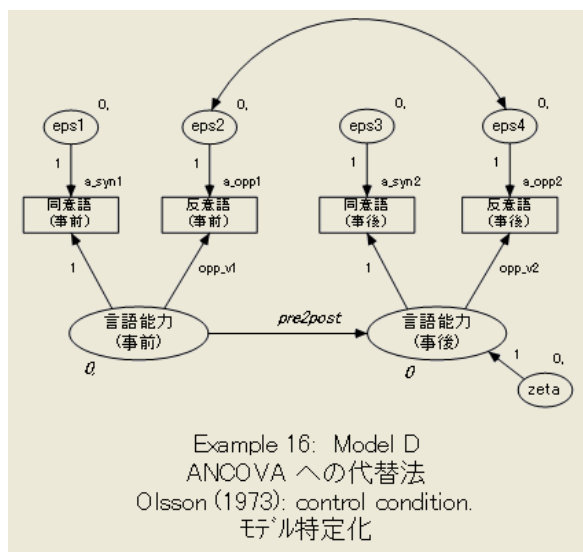 0,
0,
0,
0,
eps1
eps2
eps3
eps4
1
1
1
1
a_syn1
a_opp1
a_syn2
a_opp2
同意語
(事前)
反意語
(事前)
同意語
(事後)
反意語
(事後)
1
opp_v1
1
opp_v2
言語能力
(事前)
pre2post
言語能力
(事後)
0,
0
1
0,
zeta
Example 16: Model D
ANCOVA への代替法
Olsson (1973): control condition.
モデル特定化